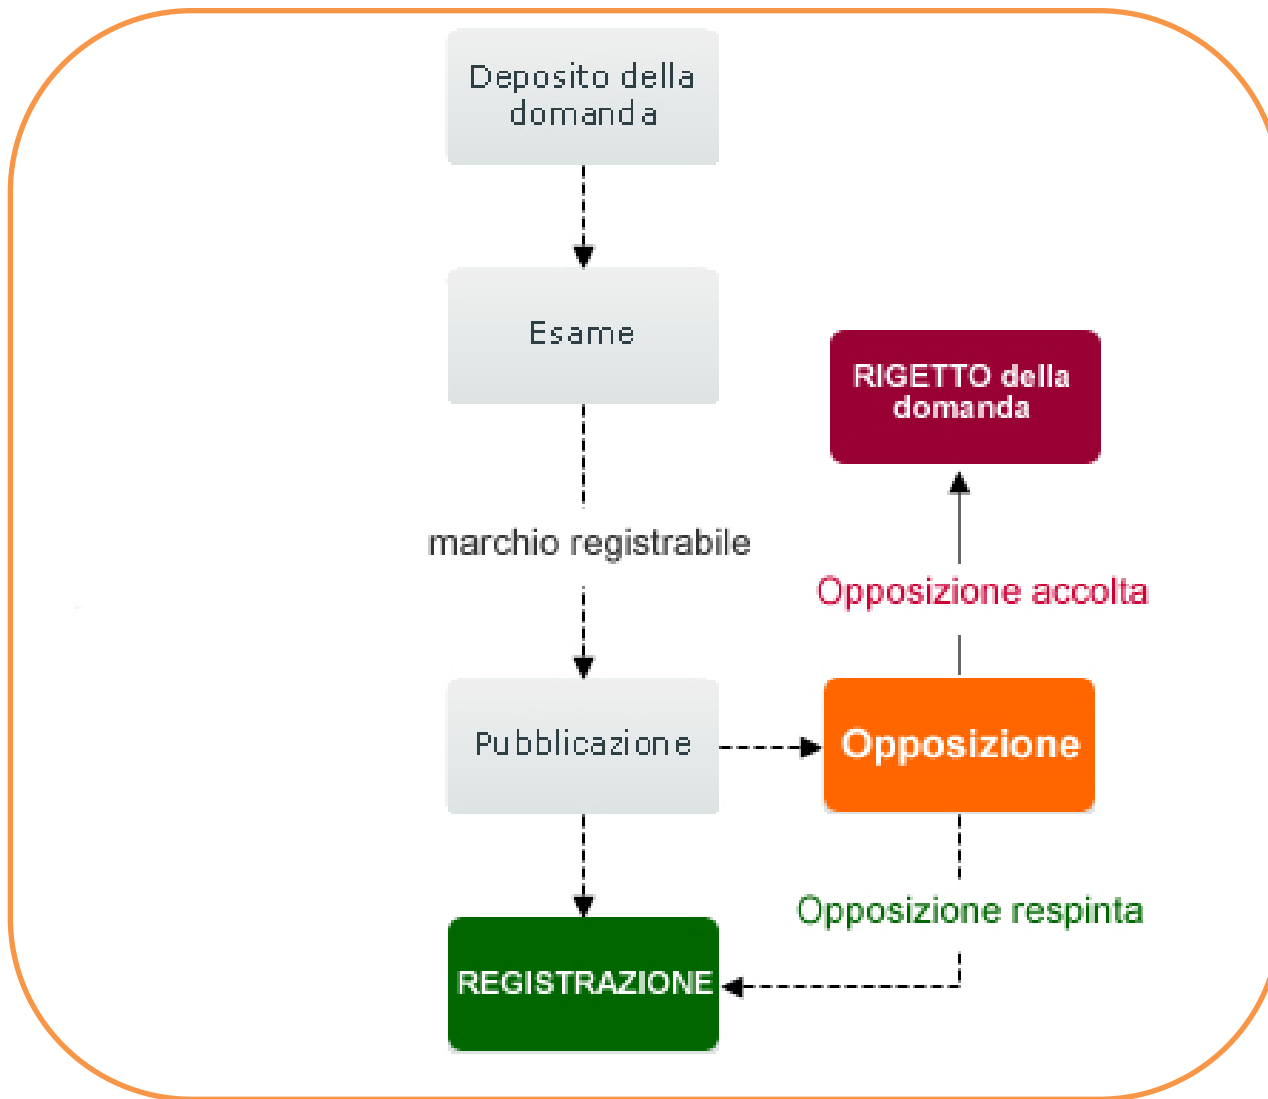 Deposito della
domanda
Esame
RIGETTO della
domanda
marchio registrabile
Opposizione accolta
Pubblicazione
Opposizione
Opposizione respinta
REGISTRAZIONE